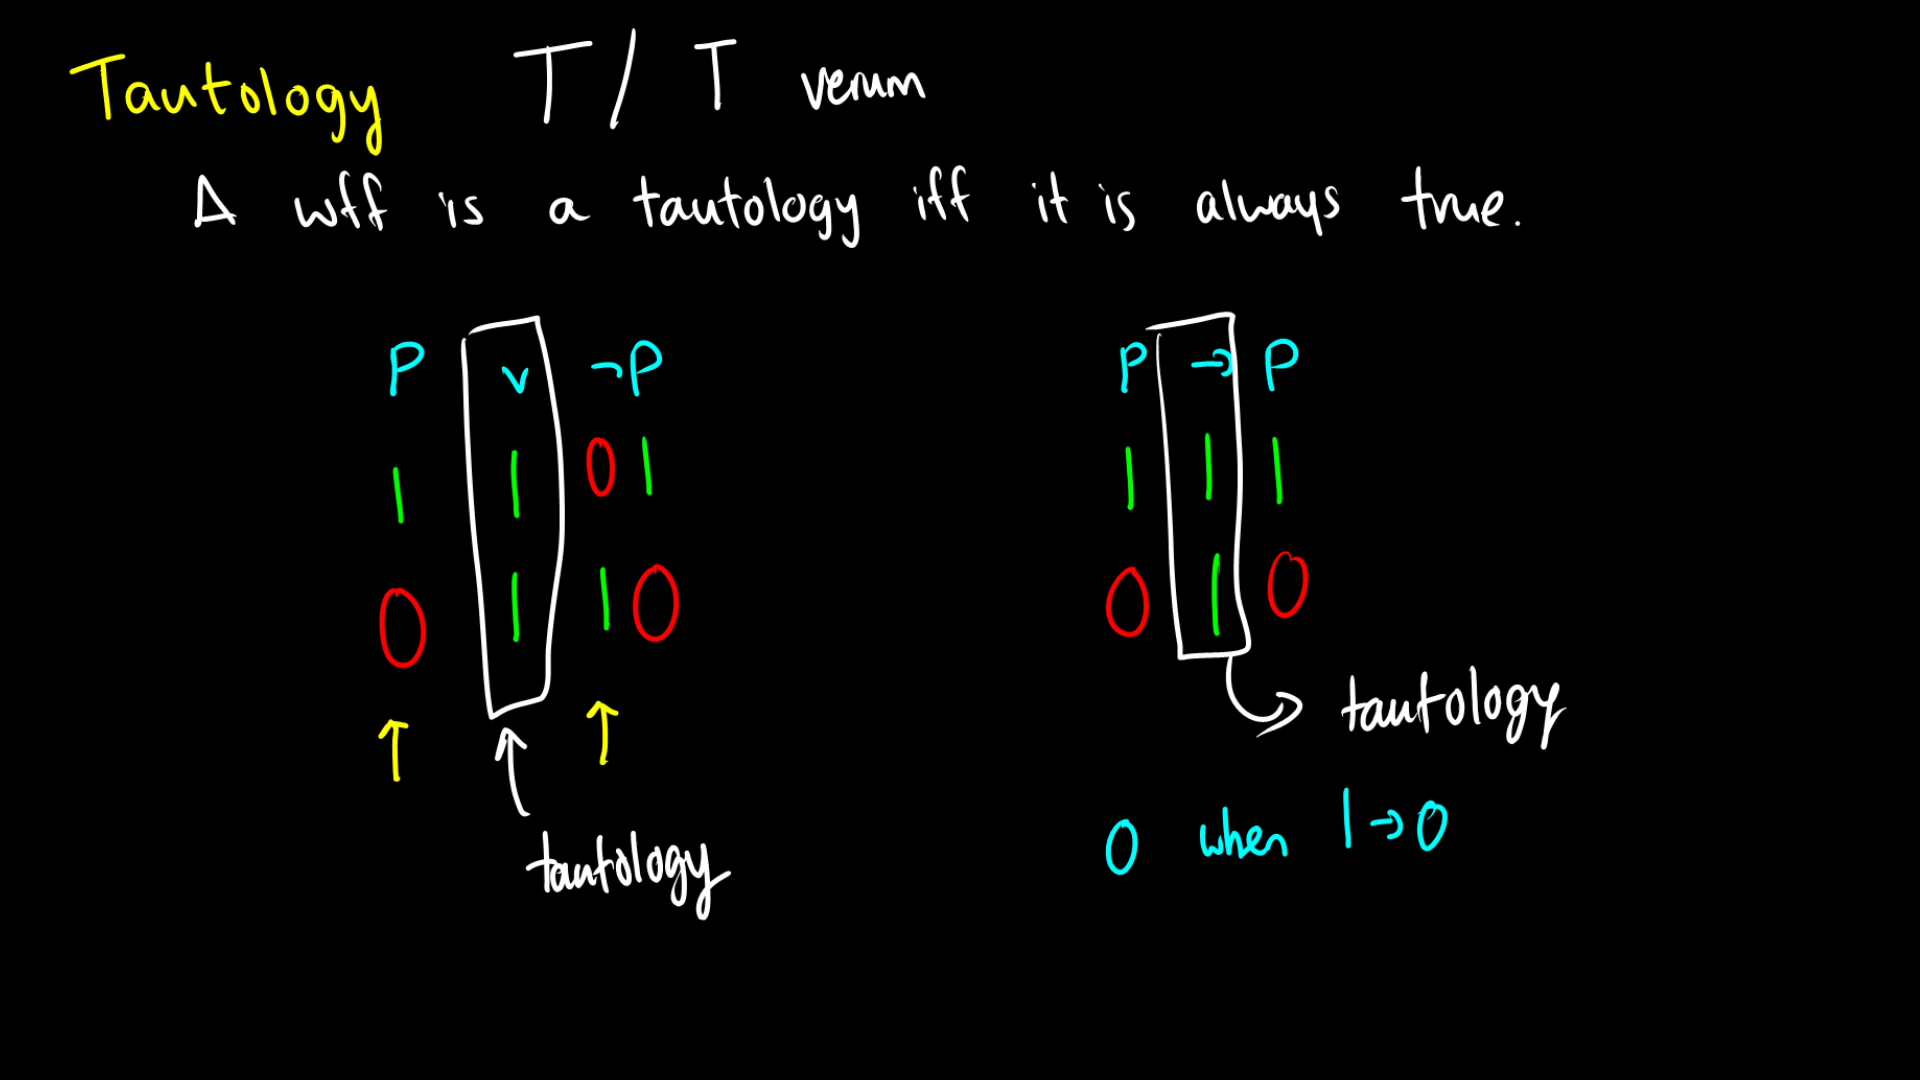 Tautology T / T verum
A wff is a tautology iff it is always true.
P v ¬P
1 1 0 1
0 1 1 0
↑ ↑ ↑
tautology
P → P
1 1 1
0 1 0
tautology
0 when 1 → 0